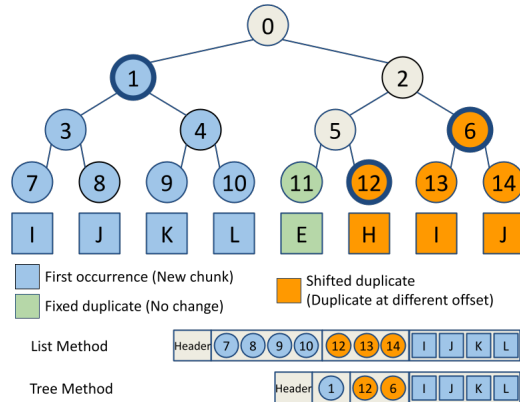 0
1 2
3 4 5 6
7 8 9 10 11 12 13 14
I J K L E H I J
First occurrence (New chunk)
Fixed duplicate (No change)
Shifted duplicate
(Duplicate at different offset)
List Method Header 7 8 9 10 12 13 14 I J K L
Tree Method Header 1 12 6 I J K L